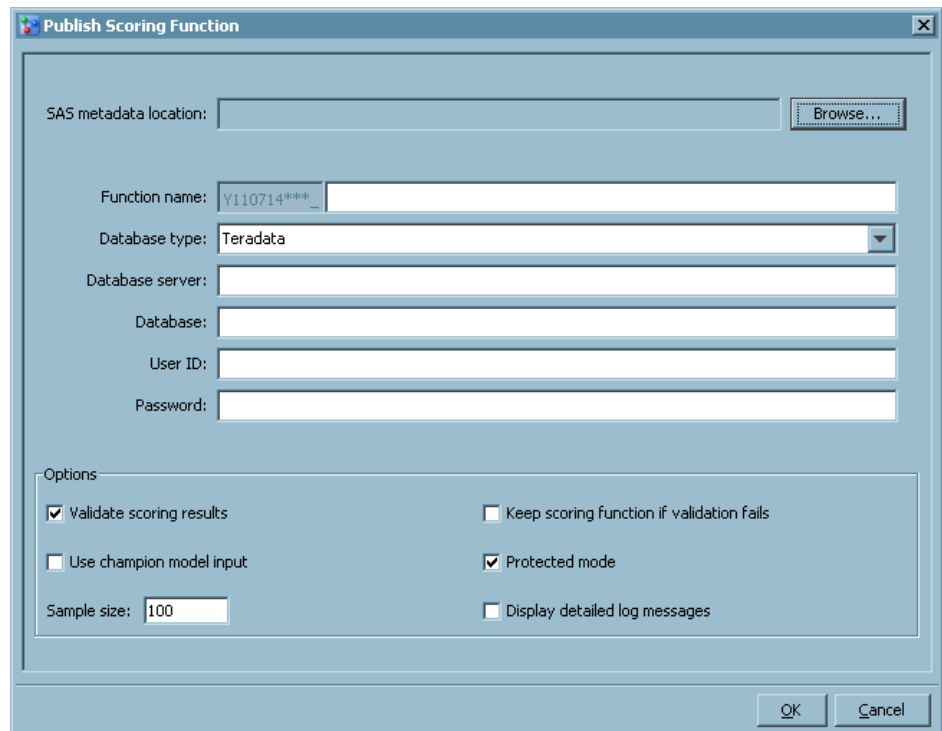 Publish Scoring Function
SAS metadata location:
Browse...
Function name: Y110714***_
Database type: Teradata
Database server:
Database:
User ID:
Password:
Options
Validate scoring results
Keep scoring function if validation fails
Use champion model input
Protected mode
Sample size: 100
Display detailed log messages
OK
Cancel